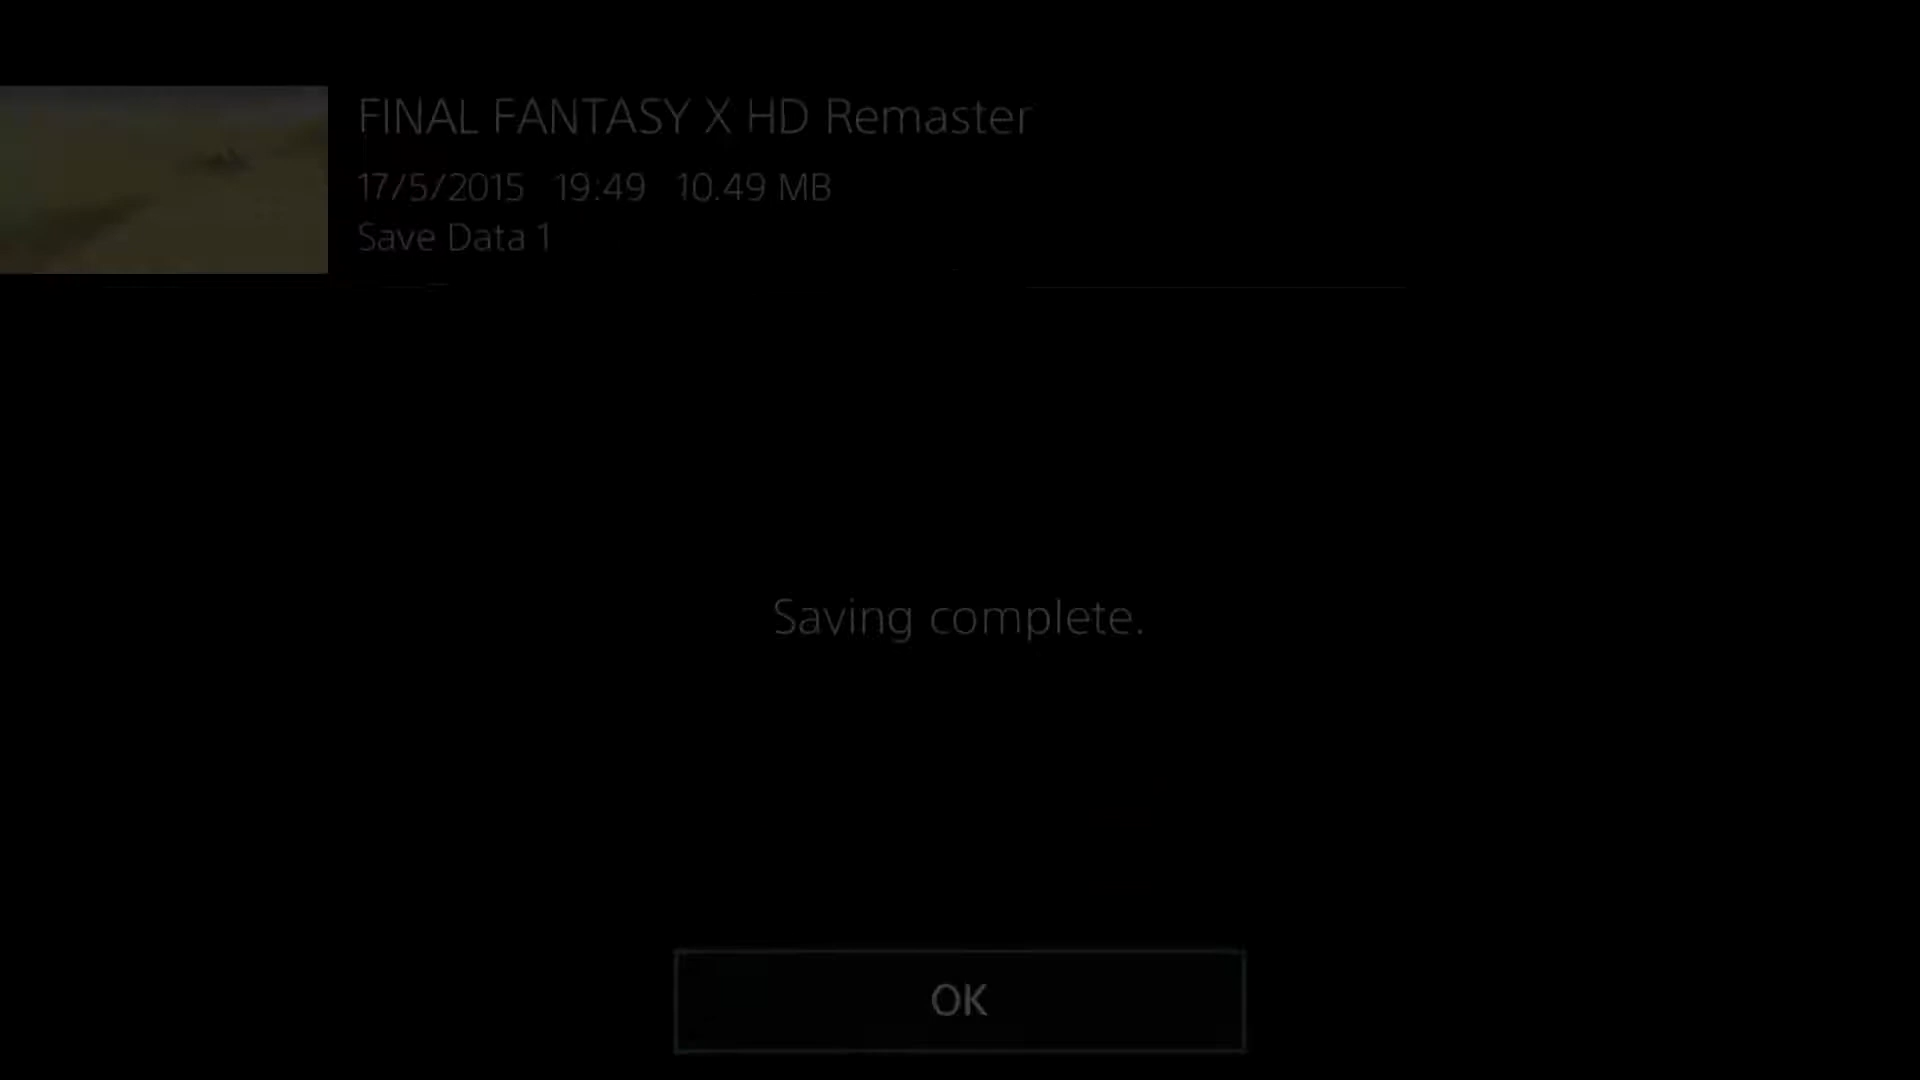 FINAL FANTASY X HD Remaster
17/5/2015 19:49 10.49 MB
Save Data 1
Saving complete.
OK